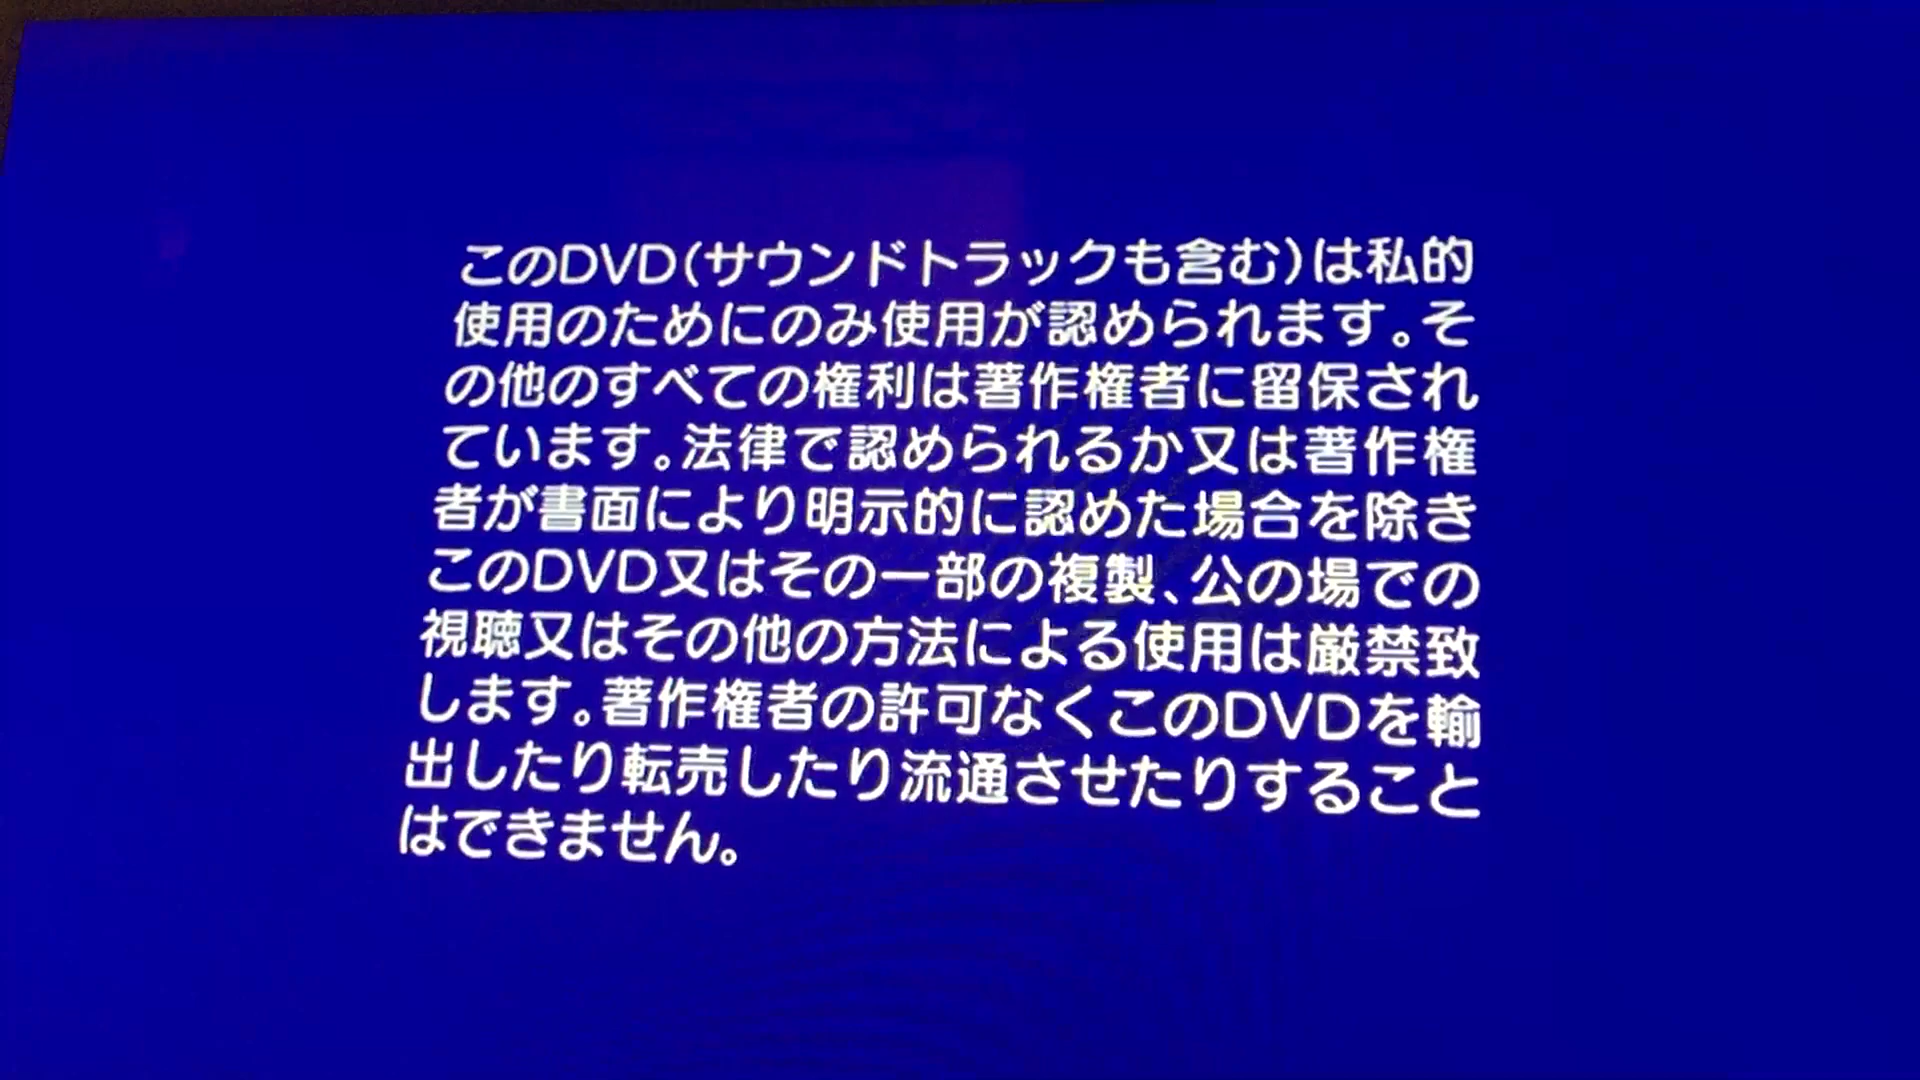 このDVD(サウンドトラックも含む)は私的
使用のためにのみ使用が認められます。そ
の他のすべての権利は著作権者に留保され
ています。法律で認められるか又は著作権
者が書面により明示的に認めた場合を除き
このDVD又はその一部の複製、公の場での
視聴又はその他の方法による使用は厳禁致
します。著作権者の許可なくこのDVDを輸
出したり転売したり流通させたりすること
はできません。